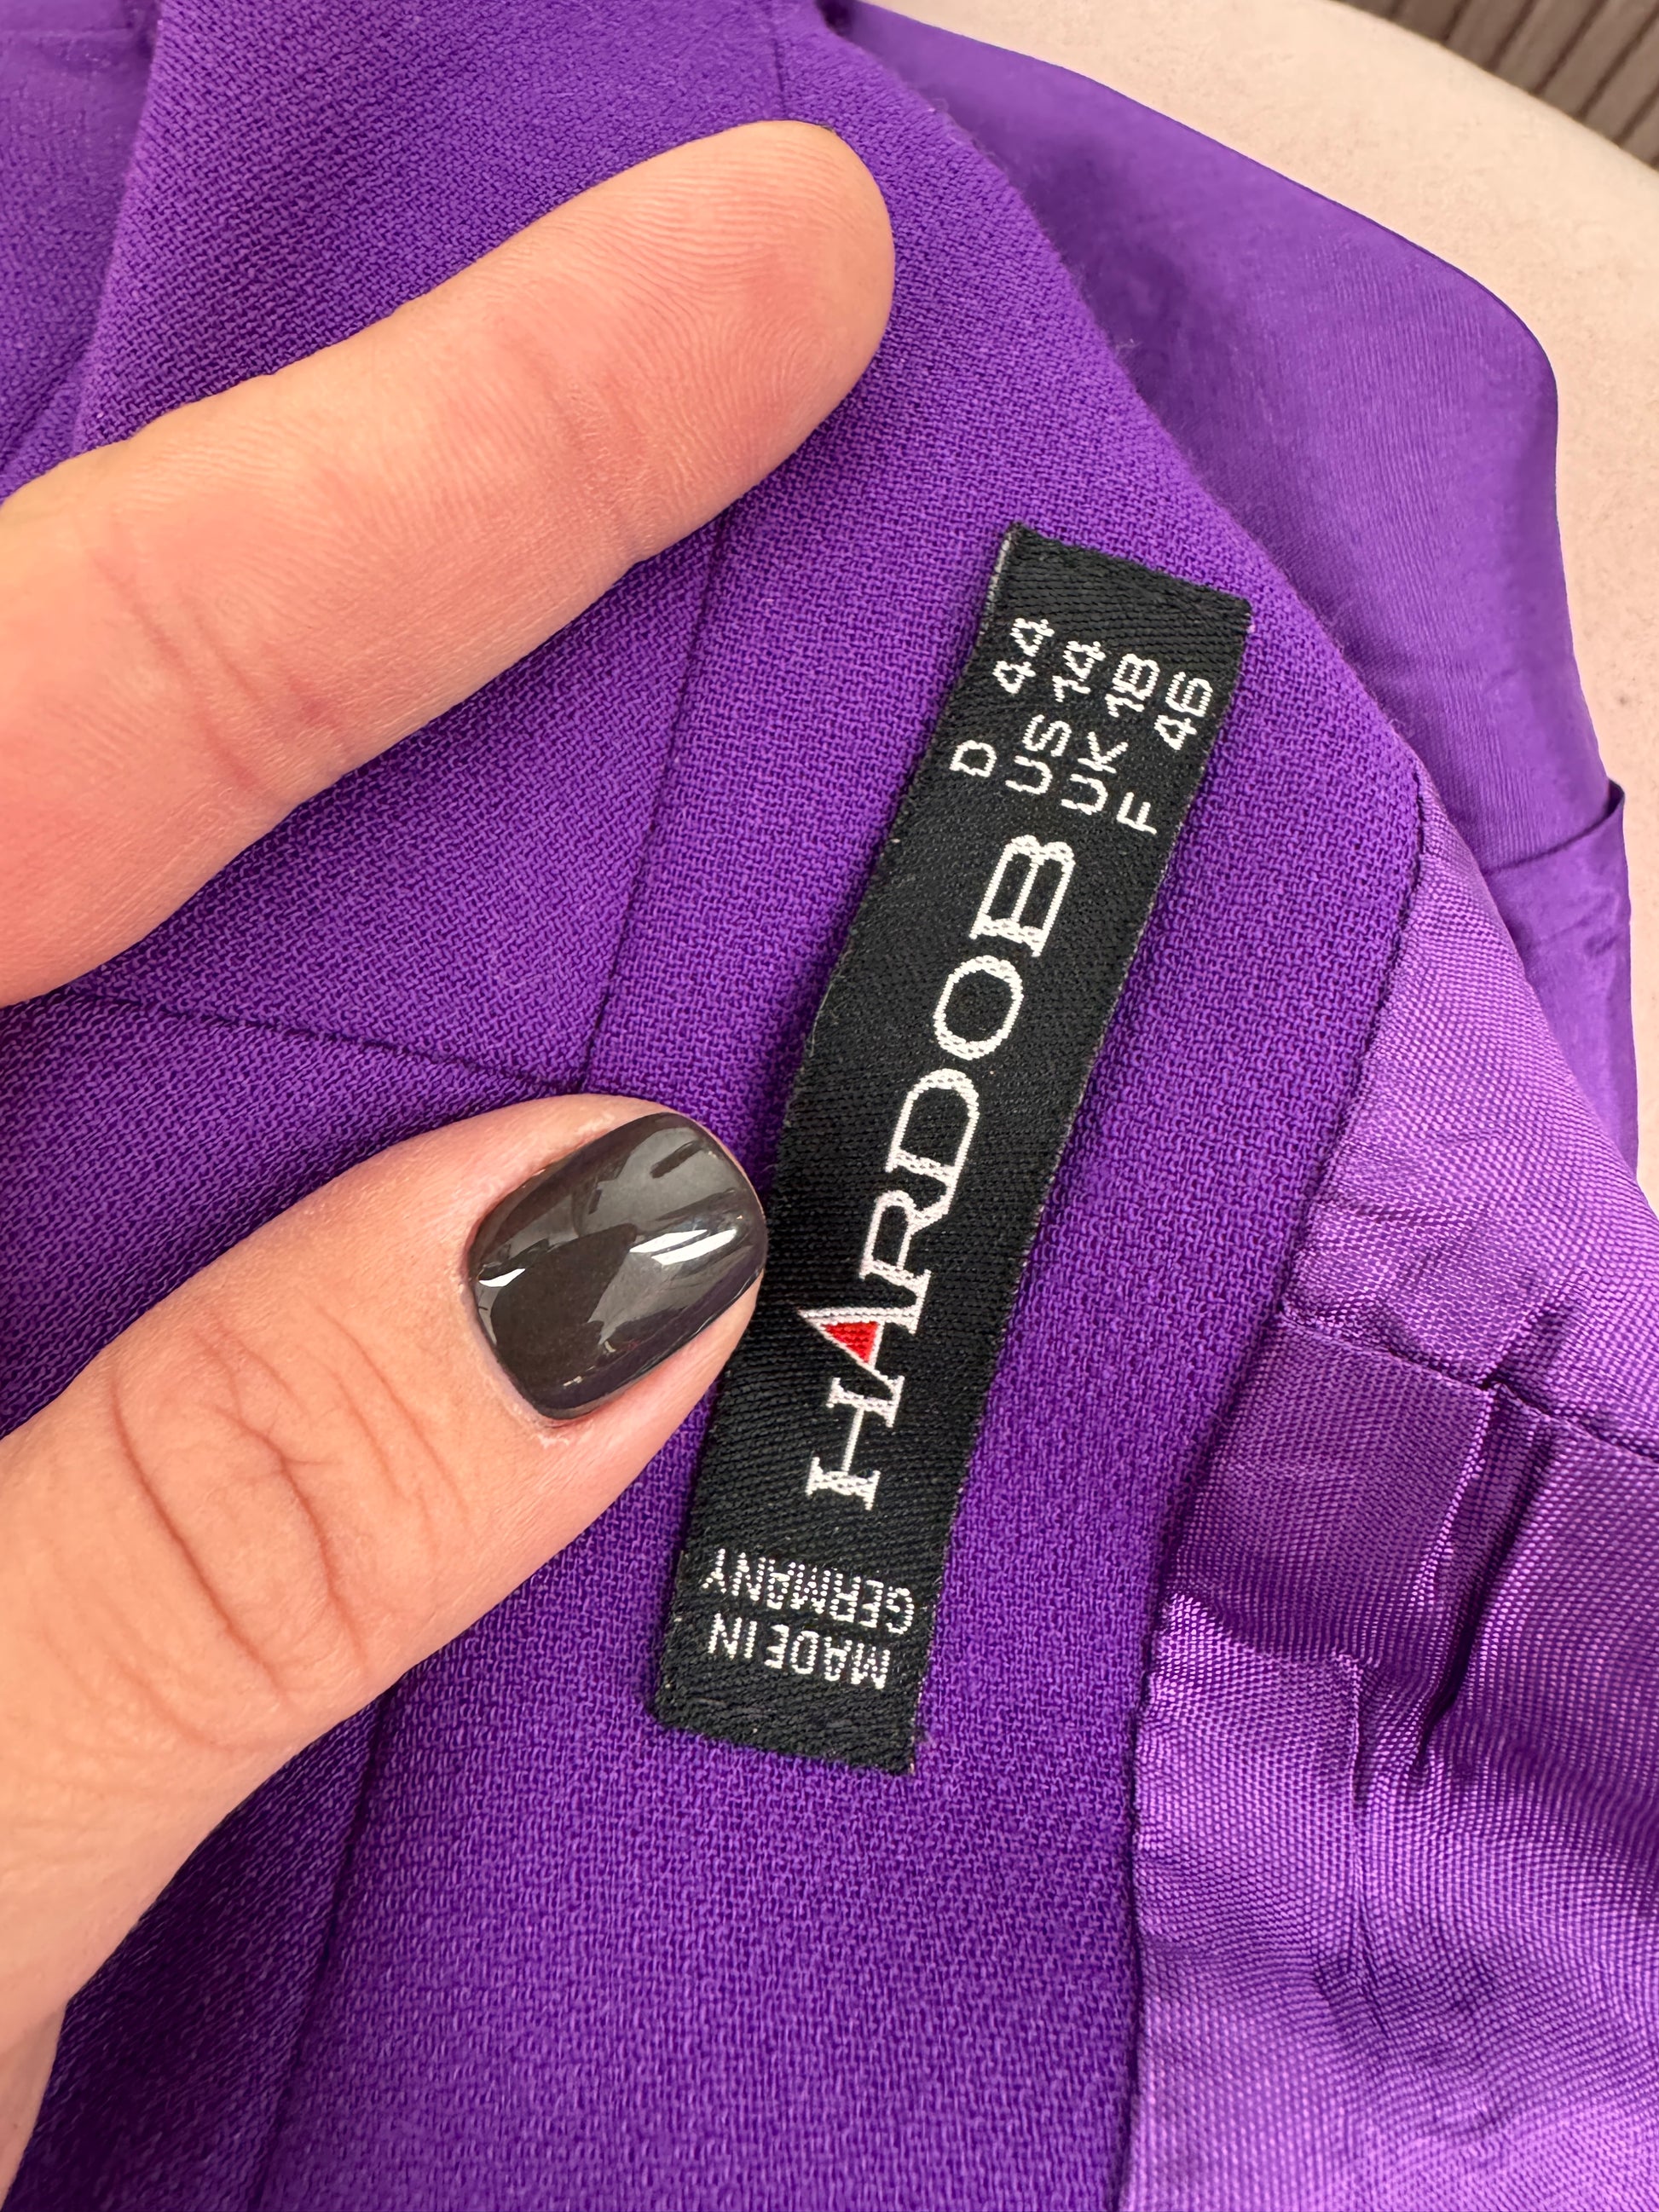 MADE IN
GERMANY
HARDOB
D 44
US 14
UK 18
F 46